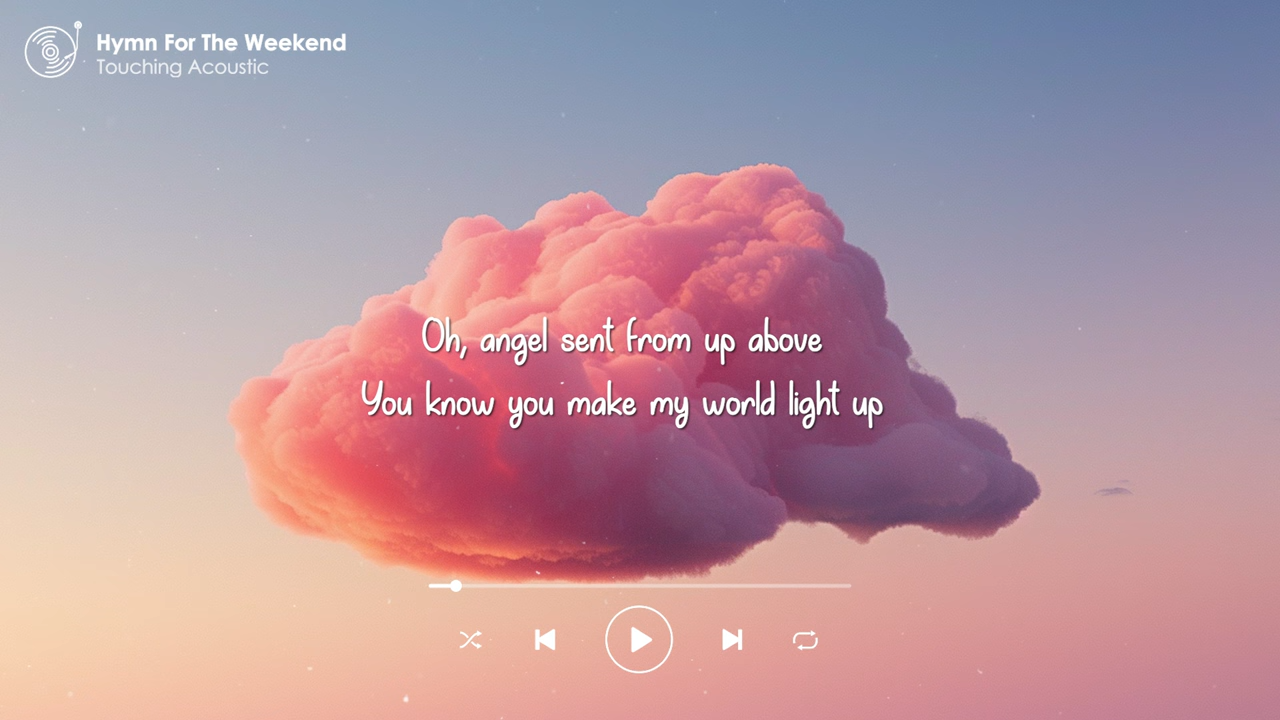 Hymn For The Weekend
Touching Acoustic
Oh, angel sent from up above
You know you make my world light up